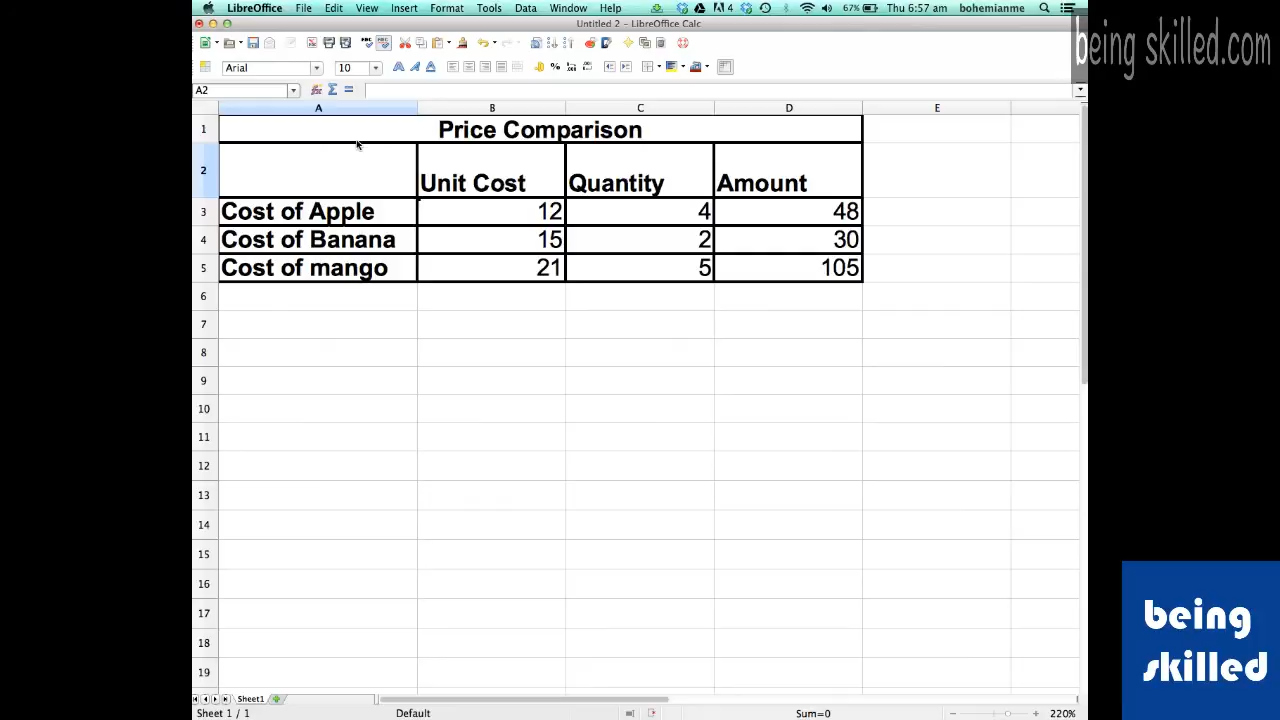 LibreOffice File Edit View Insert Format Tools Data Window Help 4 67% Thu 6:57 am bohemianme
Untitled 2 - LibreOffice Calc
being skilled.com
Arial 10
A2
A B C D E
1 Price Comparison
2 Unit Cost Quantity Amount
3 Cost of Apple 12 4 48
4 Cost of Banana 15 2 30
5 Cost of mango 21 5 105
6
7
8
9
10
11
12
13
14
15
16
17
18
19
being
skilled
Sheet1
Sheet 1 / 1 Default Sum=0 220%